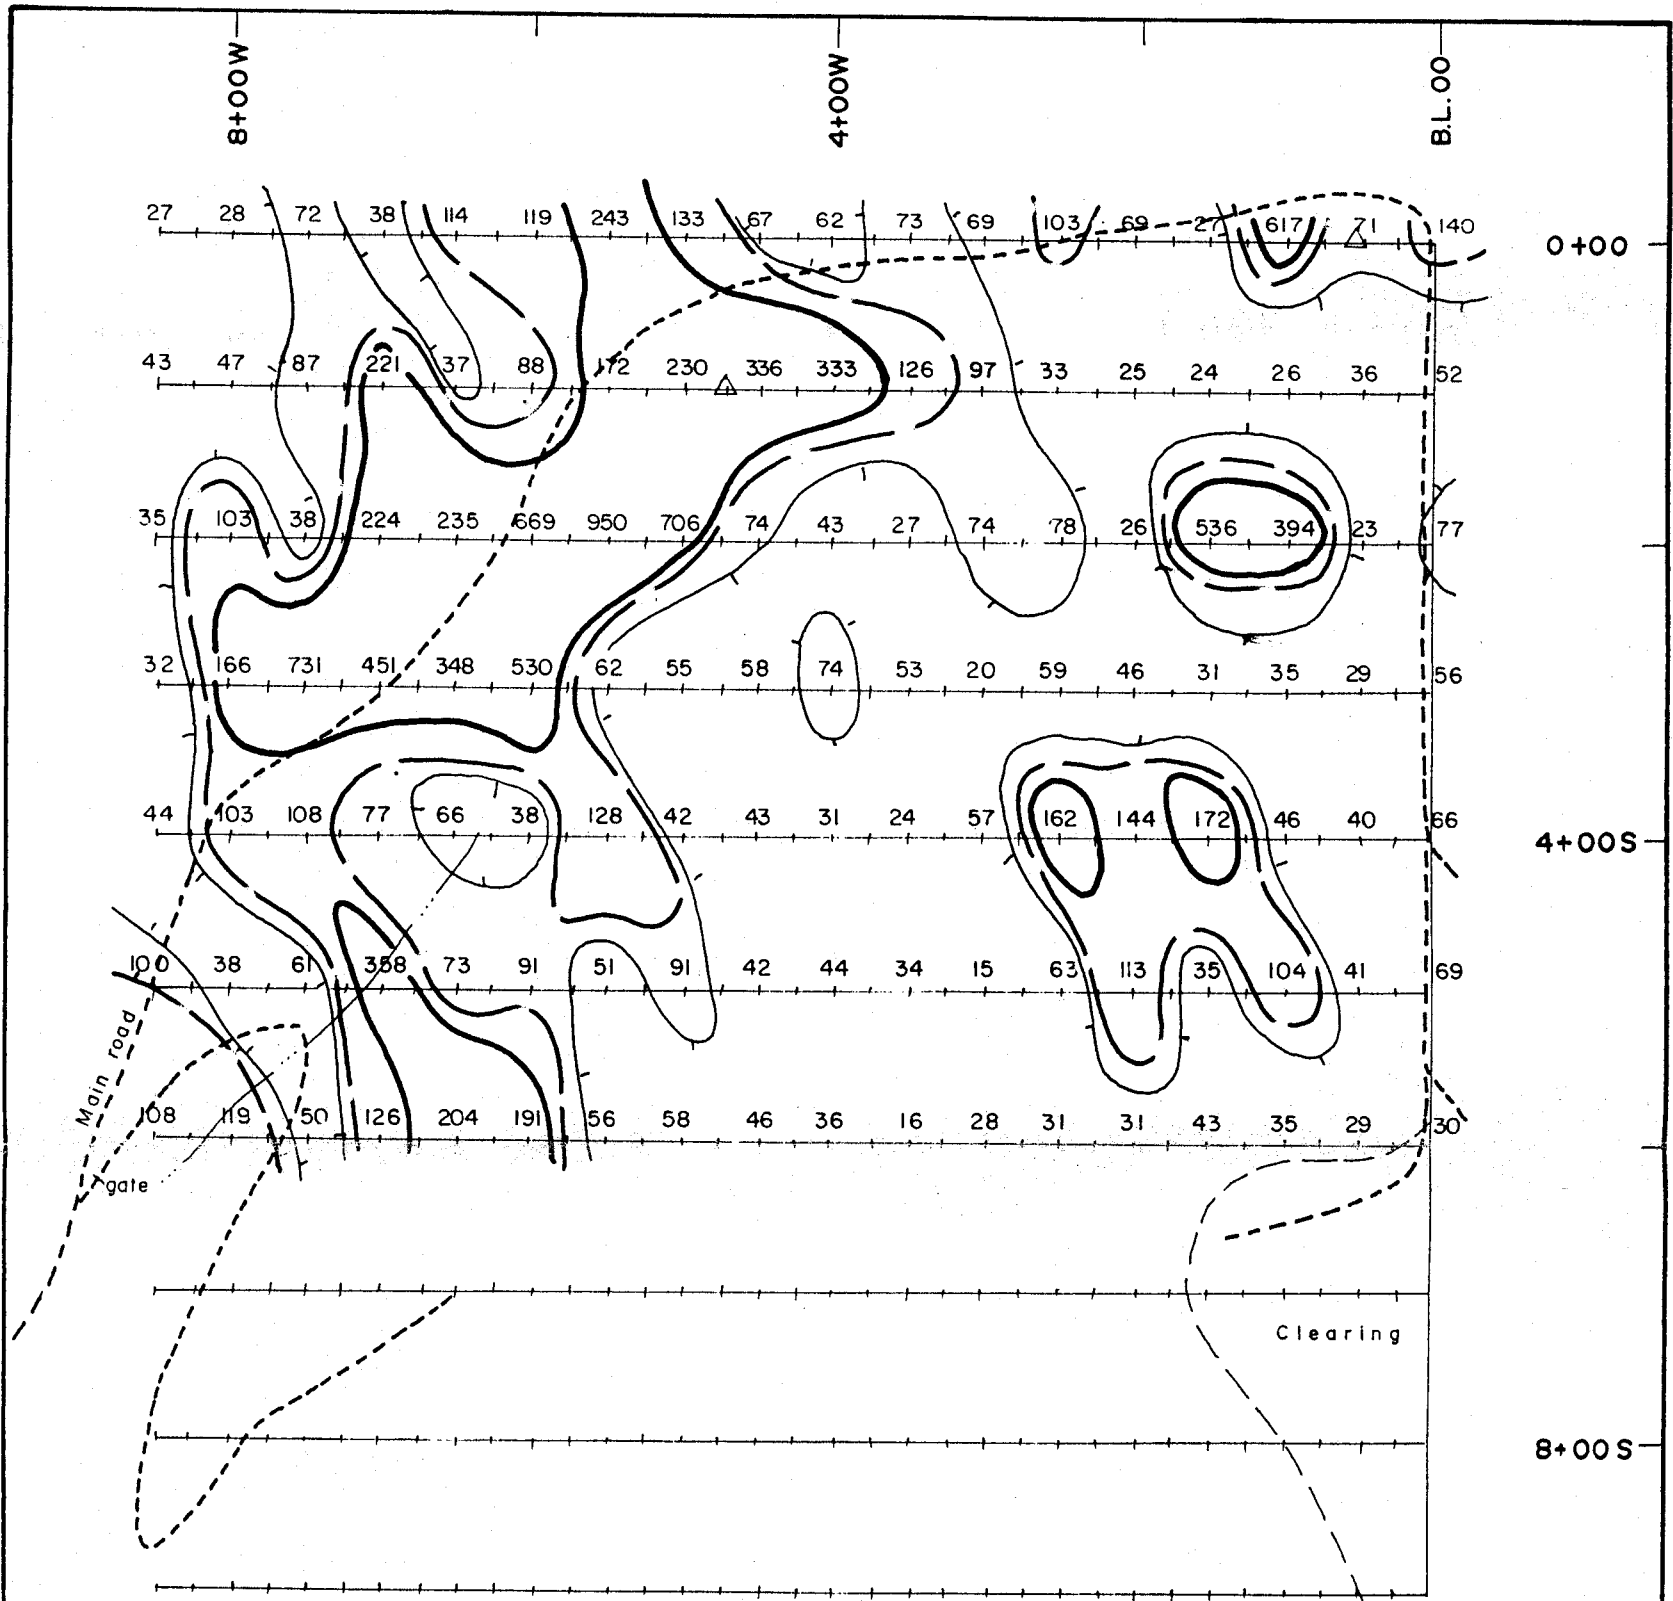 8+00W 4+00W B.L.00
27 28 72 38 114 119 243 133 67 62 73 69 103 69 27 617 71 140
0+00
43 47 87 221 37 88 172 230 336 333 126 97 33 25 24 26 36 52
35 103 38 224 235 669 950 706 74 43 27 74 78 26 536 394 23 77
32 166 731 451 348 530 62 55 58 74 53 20 59 46 31 35 29 56
44 103 108 77 66 38 128 42 43 31 24 57 162 144 172 46 40 66
4+00S
100 38 61 358 73 91 51 91 42 44 34 15 63 113 35 104 41 69
Main road
108 119 50 126 204 191 56 58 46 36 16 28 31 31 43 35 29 30
gate
Clearing
8+00S